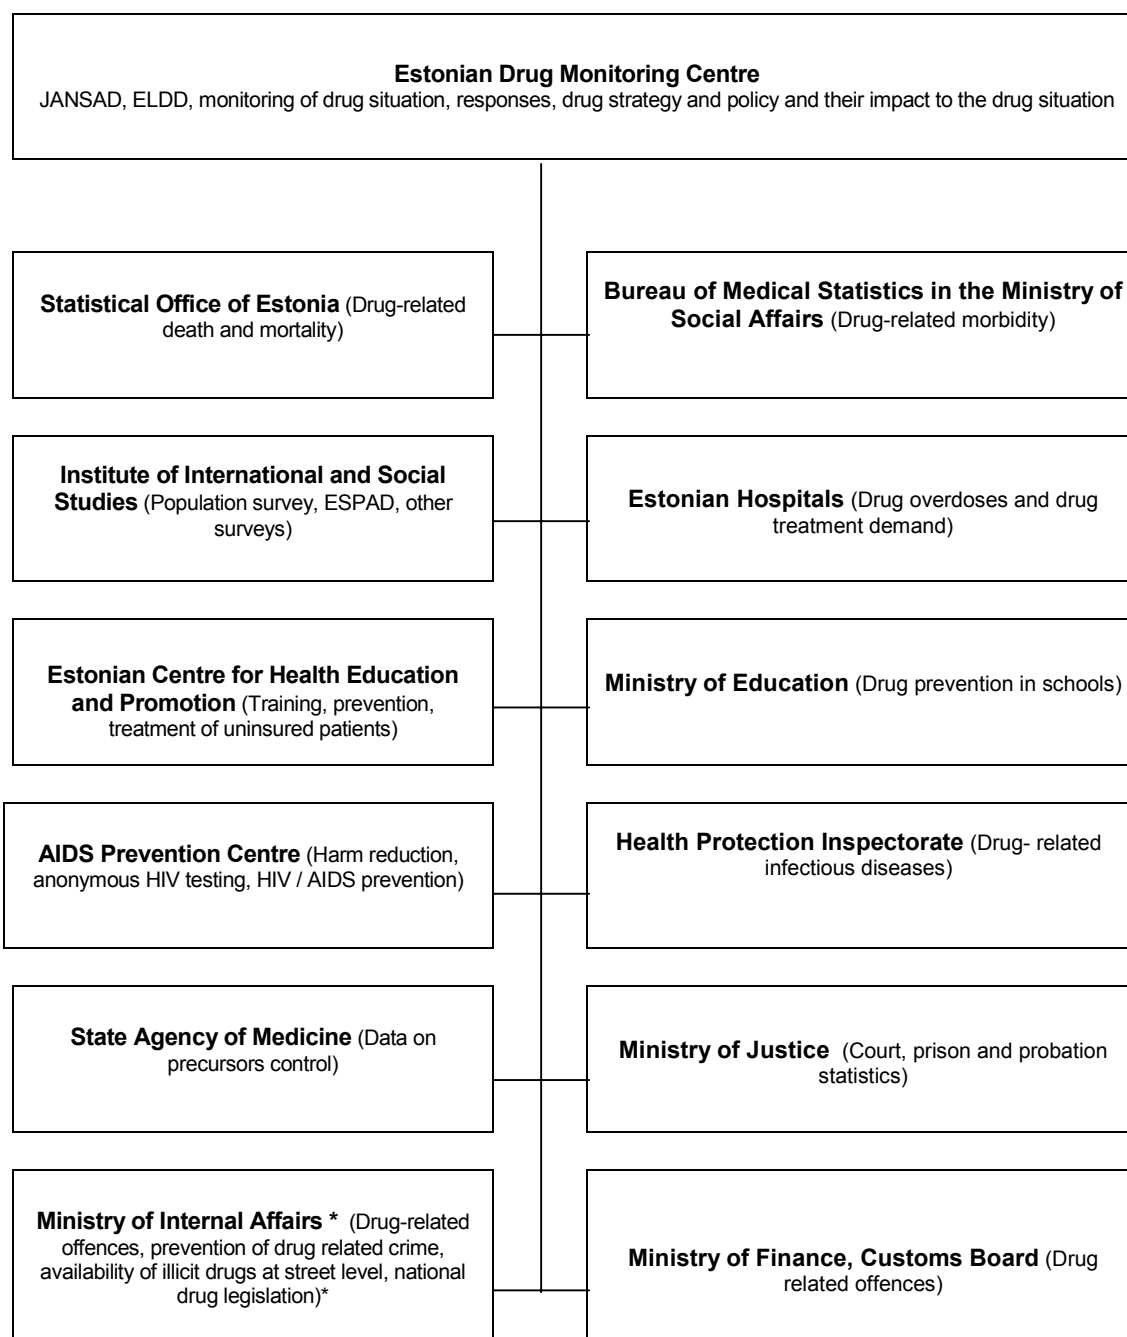 Estonian Drug Monitoring Centre
JANSAD, ELDD, monitoring of drug situation, responses, drug strategy and policy and their impact to the drug situation
Statistical Office of Estonia (Drug-related
death and mortality)
Bureau of Medical Statistics in the Ministry of
Social Affairs (Drug-related morbidity)
Institute of International and Social
Studies (Population survey, ESPAD, other
surveys)
Estonian Hospitals (Drug overdoses and drug
treatment demand)
Estonian Centre for Health Education
and Promotion (Training, prevention,
treatment of uninsured patients)
Ministry of Education (Drug prevention in schools)
AIDS Prevention Centre (Harm reduction,
anonymous HIV testing, HIV / AIDS prevention)
Health Protection Inspectorate (Drug- related
infectious diseases)
State Agency of Medicine (Data on
precursors control)
Ministry of Justice (Court, prison and probation
statistics)
Ministry of Internal Affairs * (Drug-related
offences, prevention of drug related crime,
availability of illicit drugs at street level, national
drug legislation)*
Ministry of Finance, Customs Board (Drug
related offences)